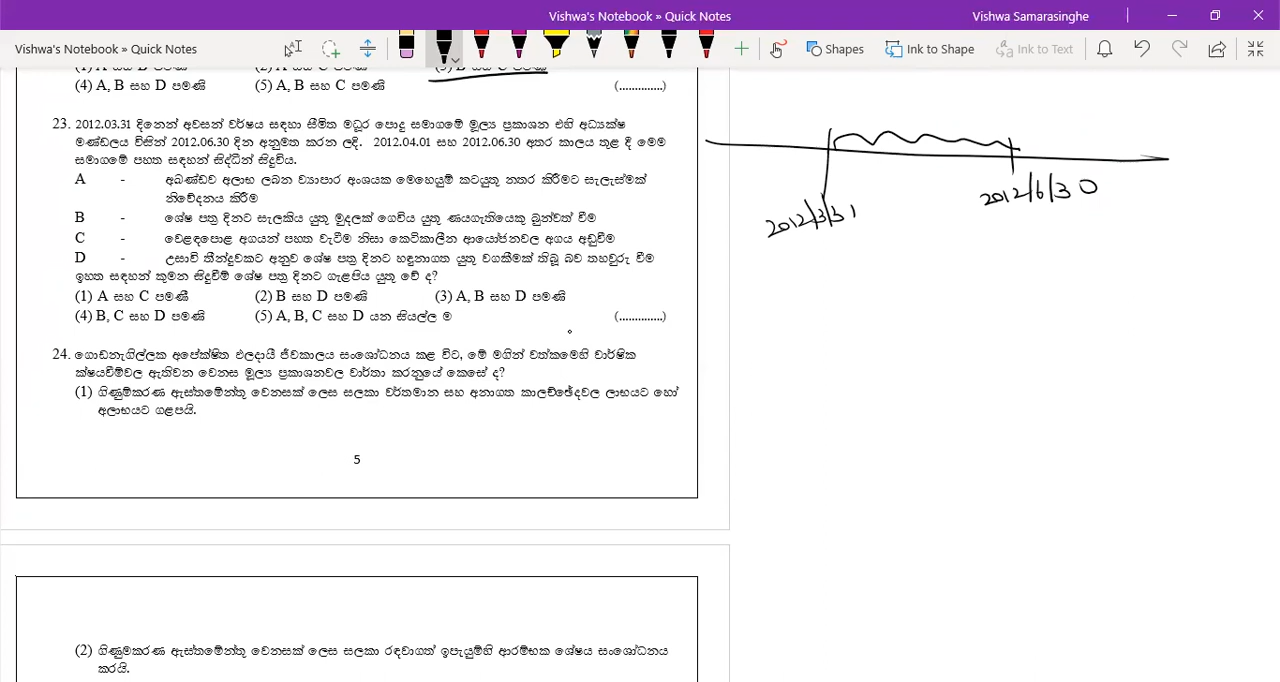 Vishwa's Notebook » Quick Notes
Vishwa Samarasinghe
Vishwa's Notebook » Quick Notes
Shapes
Ink to Shape
Ink to Text
(4) A, B සහ D පමණි (5) A, B සහ C පමණි (..............)
23. 2012.03.31 දිනෙන් අවසන් වර්ෂය සඳහා සීමිත මධුර පොදු සමාගමේ මූල්‍ය ප්‍රකාශන එහි අධ්‍යක්ෂ
මණ්ඩලය විසින් 2012.06.30 දින අනුමත කරන ලදී. 2012.04.01 සහ 2012.06.30 අතර කාලය තුළ දී මෙම
සමාගමේ පහත සඳහන් සිද්ධීන් සිදුවිය.
A - අඛණ්ඩව අලාභ ලබන ව්‍යාපාර අංශයක මෙහෙයුම් කටයුතු නතර කිරීමට සැලැස්මක්
නිවේදනය කිරීම
B - ශේෂ පත්‍ර දිනට සැලකිය යුතු මුදලක් ගෙවිය යුතු ණයගැතියෙකු බුන්වත් වීම
C - වෙළඳපොළ අගයන් පහත වැටීම නිසා කෙටිකාලීන ආයෝජනවල අගය අඩුවීම
D - උසාවි තීන්දුවකට අනුව ශේෂ පත්‍ර දිනට හඳුනාගත යුතු වගකීමක් තිබූ බව තහවුරු වීම
ඉහත සඳහන් කුමන සිදුවීම් ශේෂ පත්‍ර දිනට ගැළපිය යුතු වේ ද?
(1) A සහ C පමණී (2) B සහ D පමණි (3) A, B සහ D පමණි
(4) B, C සහ D පමණි (5) A, B, C සහ D යන සියල්ල ම (..............)
24. ගොඩනැගිල්ලක අපේක්ෂිත ඵලදායී ජීවකාලය සංශෝධනය කළ විට, මේ මගින් වත්කමෙහි වාර්ෂික
ක්ෂයවීම්වල ඇතිවන වෙනස මූල්‍ය ප්‍රකාශනවල වාර්තා කරනුයේ කෙසේ ද?
(1) ගිණුම්කරණ ඇස්තමේන්තු වෙනසක් ලෙස සලකා වර්තමාන සහ අනාගත කාලච්ඡේදවල ලාභයට හෝ
අලාභයට ගළපයි.
5
(2) ගිණුමකරණ ඇස්තමේන්තු වෙනසක් ලෙස සලකා රඳවාගත් ඉපැයුම්හි ආරම්භක ශේෂය සංශෝධනය
කරයි.
2012/3/31
2012/6/30